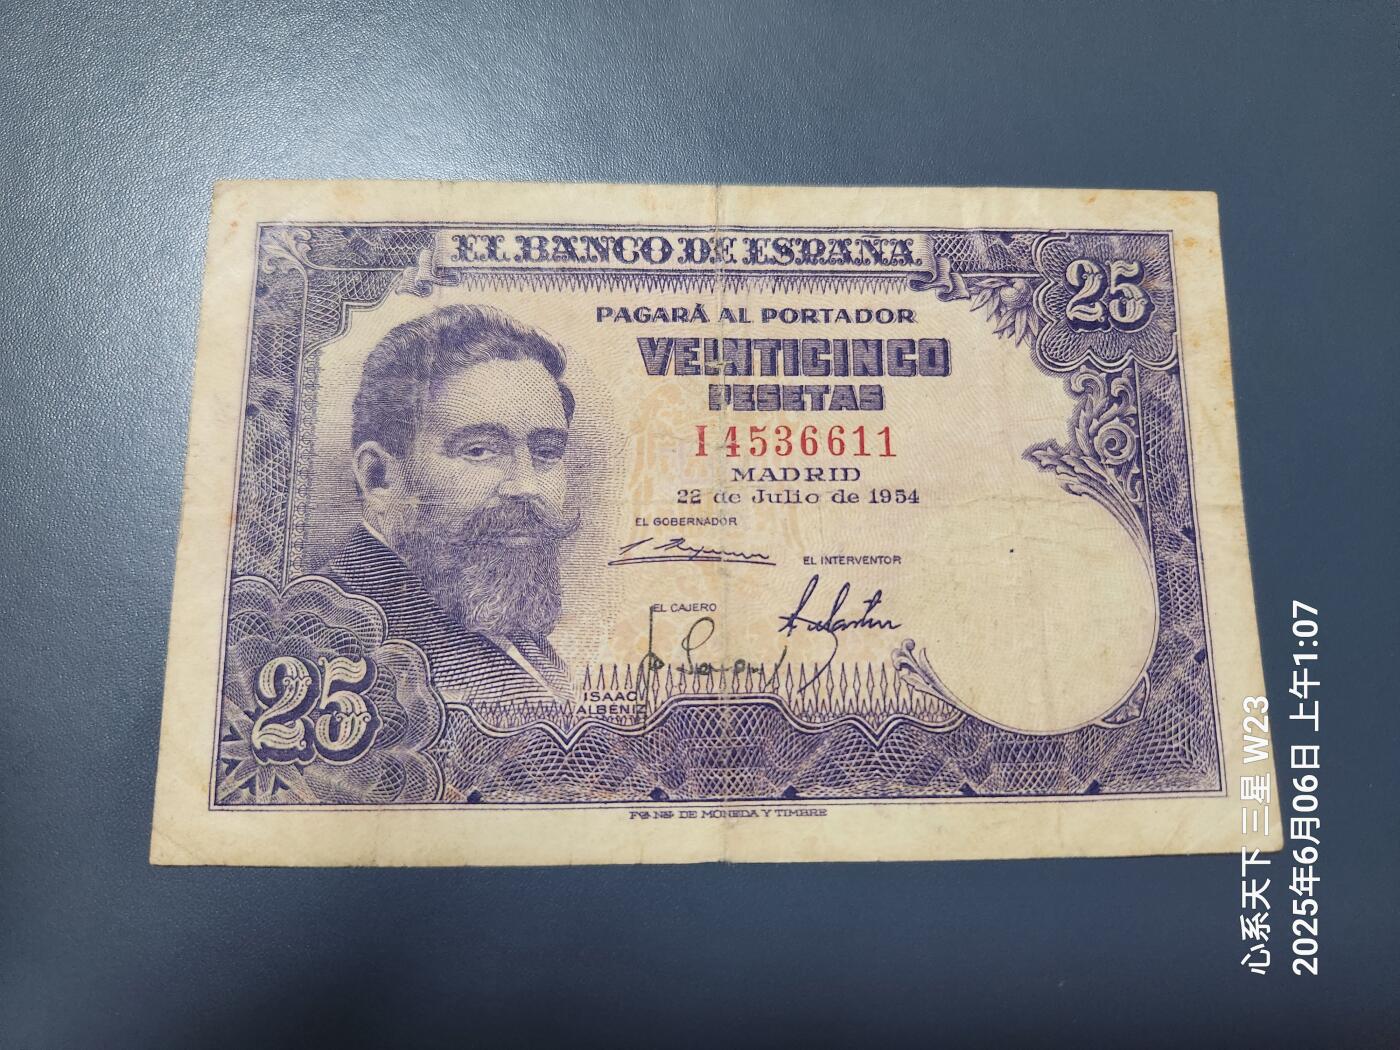 EL BANCO DE ESPAÑA
25
PAGARÁ AL PORTADOR
VEINTICINCO
PESETAS
I4536611
MADRID
22 de Julio de 1954
EL GOBERNADOR
EL INTERVENTOR
EL CAJERO
ISAAC
ALBENIZ
25
DE MONEDA Y TIMBRE
心系天下 三星 W23
2025年6月06日 上午1:07